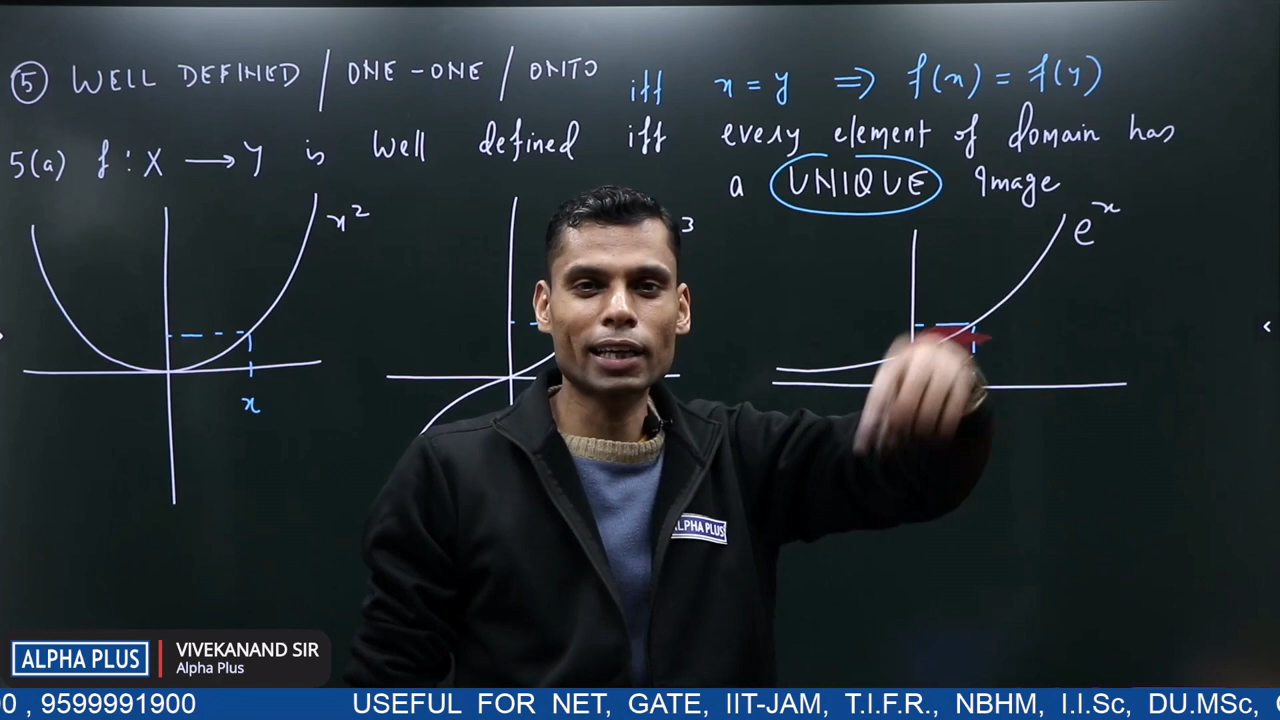 ⑤ WELL DEFINED / ONE-ONE / ONTO
iff x = y ⇒ f(x) = f(y)
5(a) f : X → Y is Well defined iff every element of domain has
a UNIQUE Image
x²
3
eˣ
x
ALPHA PLUS
ALPHA PLUS
VIVEKANAND SIR
Alpha Plus
0 , 9599991900 USEFUL FOR NET, GATE, IIT-JAM, T.I.F.R., NBHM, I.I.Sc, DU.MSc,